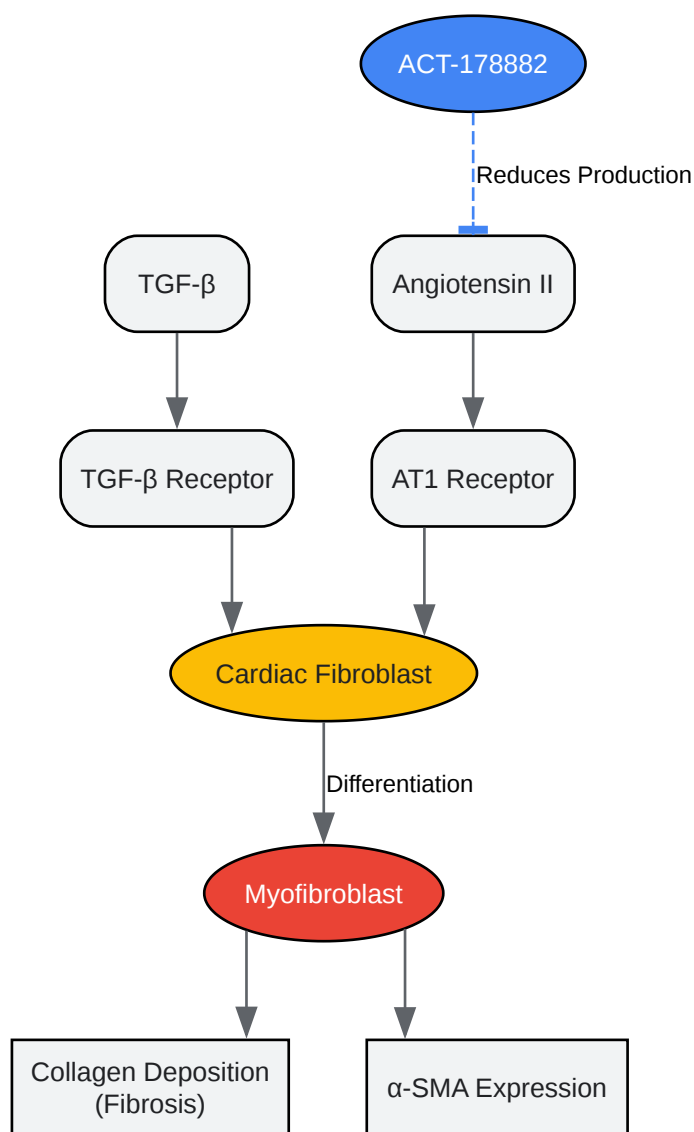 ACT-178882
Reduces Production
TGF-β
Angiotensin II
TGF-β Receptor
AT1 Receptor
Cardiac Fibroblast
Differentiation
Myofibroblast
Collagen Deposition
(Fibrosis)
α-SMA Expression